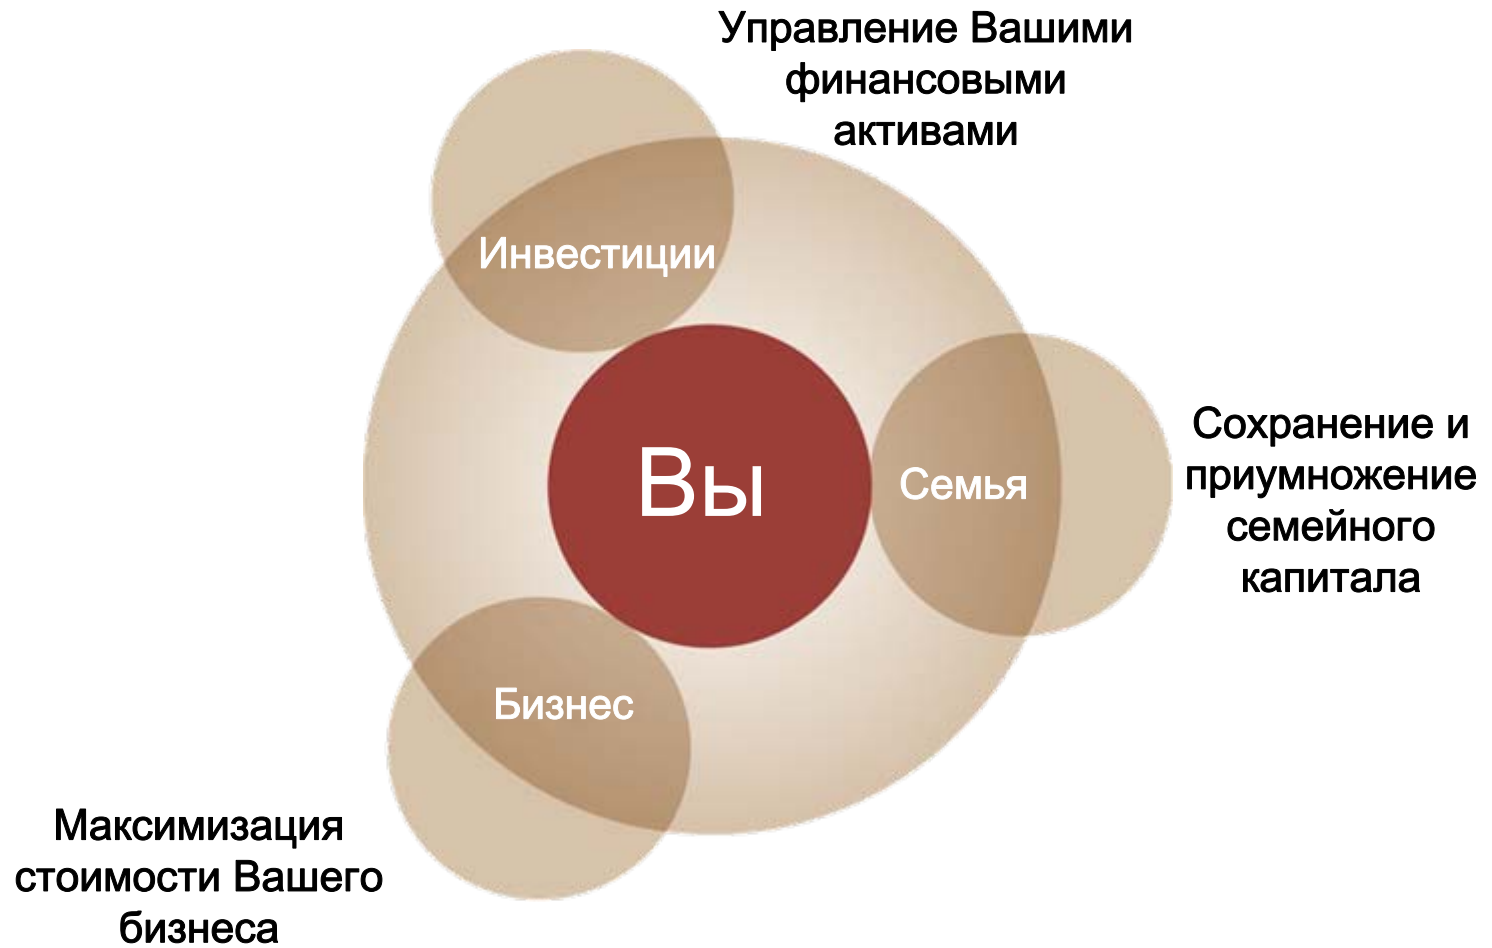 Управление Вашими
финансовыми
активами
Инвестиции
Вы
Семья
Сохранение и
приумножение
семейного
капитала
Бизнес
Максимизация
стоимости Вашего
бизнеса